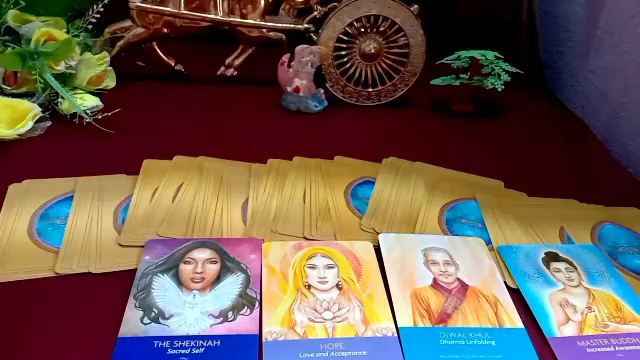 THE SHEKINAH
Sacred Self
HOPE
Love and Acceptance
DJWAL KHUL
Dharma Unfolding
MASTER BUDDHA
Increased Awareness